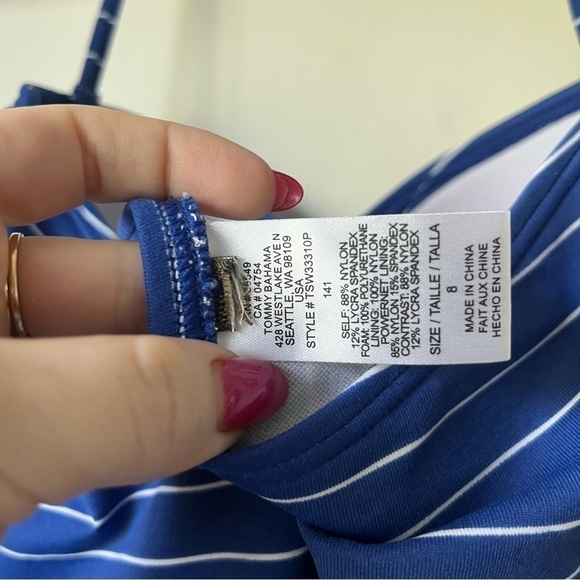 CA # 04754
TOMMY BAHAMA
428 WESTLAKE AVE N
SEATTLE, WA 98109
USA
STYLE # TSW33310P
141
SELF: 88% NYLON
12% LYCRA SPANDEX
FOAM: 100% POLYURETHANE
LINING: 100% NYLON
POWERNET LINING:
85% NYLON 15% SPANDEX
CONTRAST: 88% NYLON
12% LYCRA SPANDEX
SIZE / TAILLE / TALLA
8
MADE IN CHINA
FAIT AUX CHINE
HECHO EN CHINA